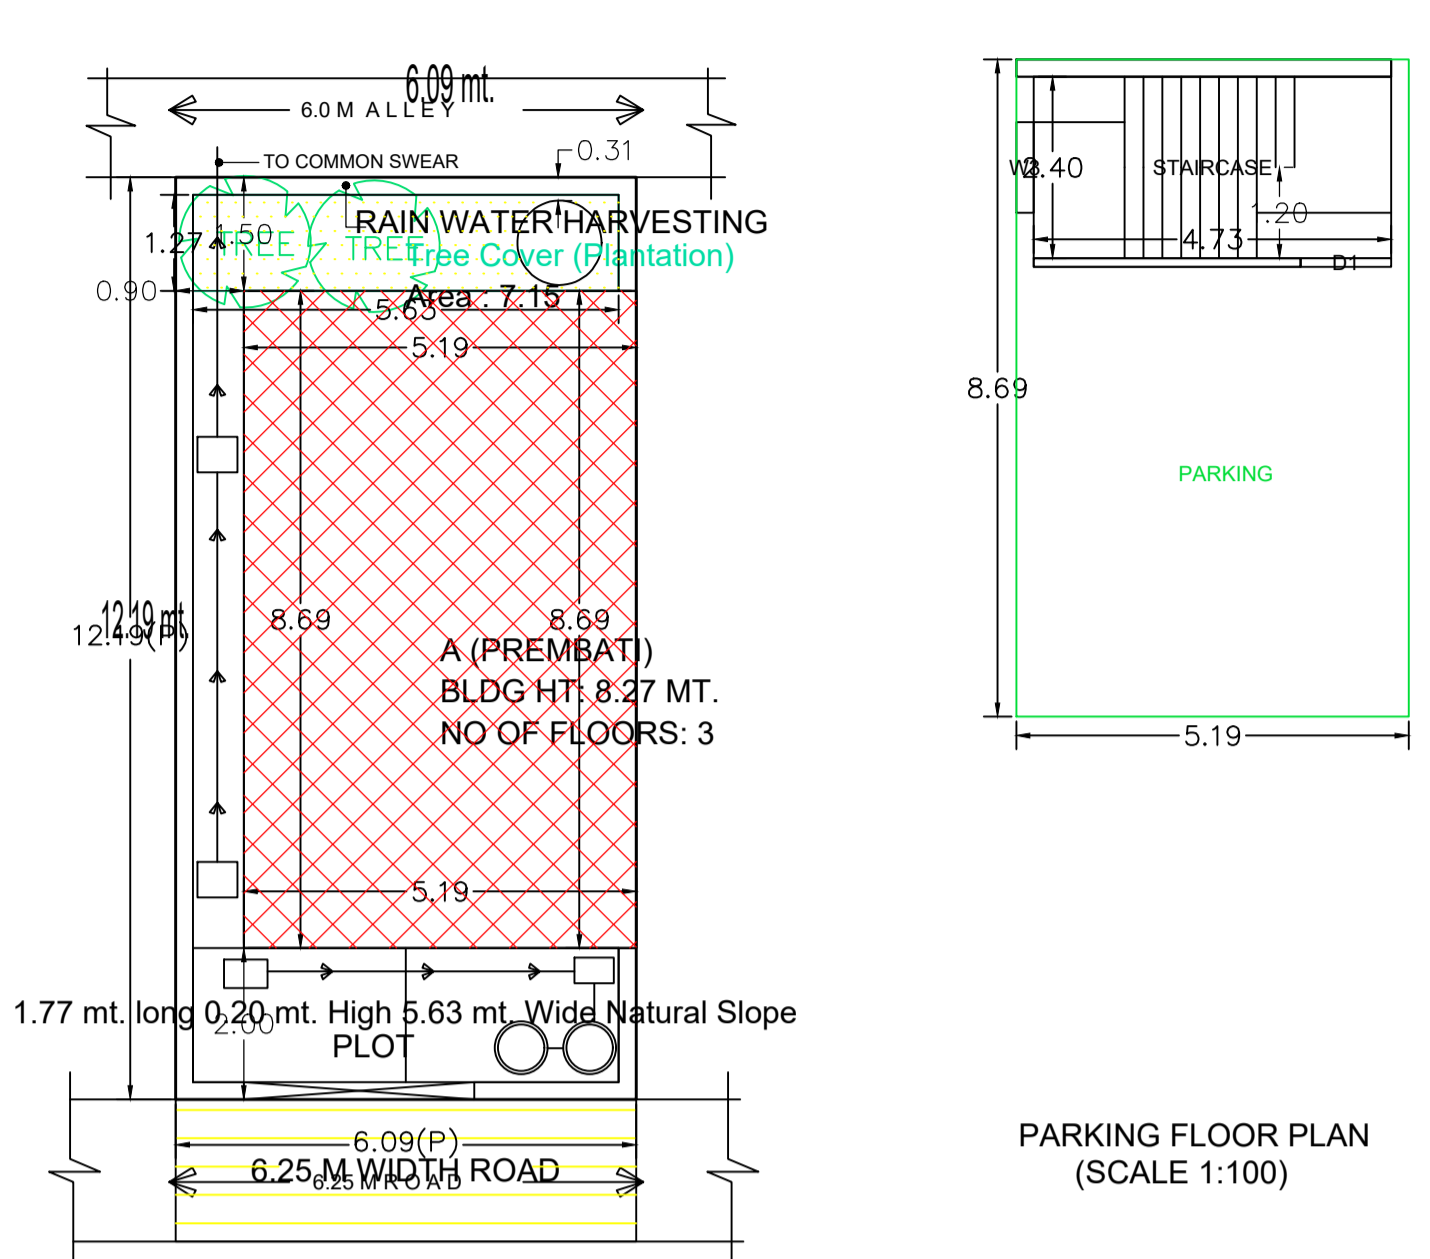 6.09 mt.
6.0 M A L L E Y
TO COMMON SWEAR
0.31
RAIN WATER HARVESTING
1.27
1.50
TREE
TREE
Tree Cover (Plantation)
0.90
Area : 7.15
5.63
5.19
12.19 mt.
12.19(P)
8.69
8.69
A (PREMBATI)
BLDG HT: 8.27 MT.
NO OF FLOORS: 3
5.19
1.77 mt. long 0.20 mt. High 5.63 mt. Wide Natural Slope
2.00
PLOT
6.09(P)
6.25 M WIDTH ROAD
6.25 M R O A D
2.40
STAIRCASE
1.20
4.73
D1
8.69
PARKING
5.19
PARKING FLOOR PLAN
(SCALE 1:100)